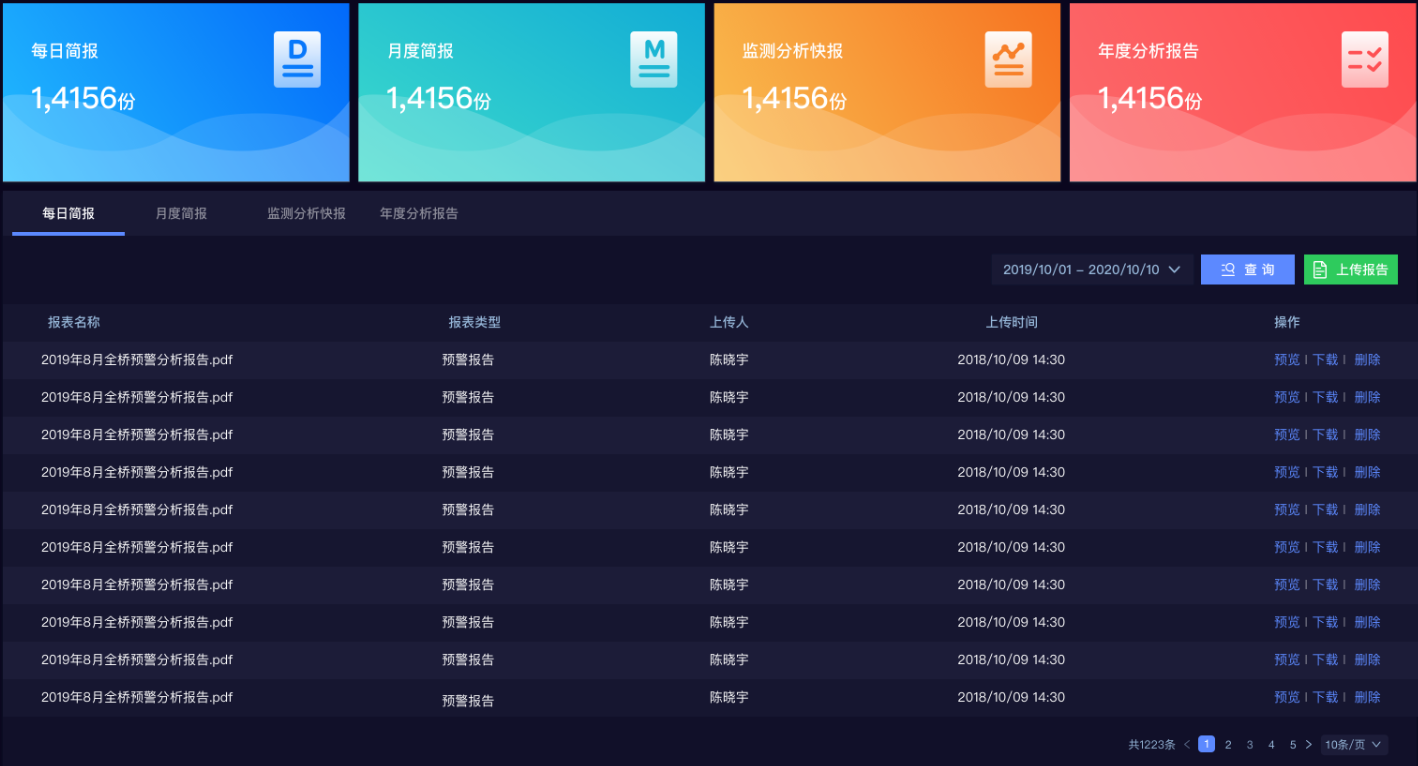 每日简报 D 月度简报 M 监测分析快报 年度分析报告
1,4156份 1,4156份 1,4156份 1,4156份
每日简报 月度简报 监测分析快报 年度分析报告
2019/10/01 – 2020/10/10 查 询 上传报告
报表名称 报表类型 上传人 上传时间 操作
2019年8月全桥预警分析报告.pdf 预警报告 陈晓宇 2018/10/09 14:30 预览 | 下载 | 删除
2019年8月全桥预警分析报告.pdf 预警报告 陈晓宇 2018/10/09 14:30 预览 | 下载 | 删除
2019年8月全桥预警分析报告.pdf 预警报告 陈晓宇 2018/10/09 14:30 预览 | 下载 | 删除
2019年8月全桥预警分析报告.pdf 预警报告 陈晓宇 2018/10/09 14:30 预览 | 下载 | 删除
2019年8月全桥预警分析报告.pdf 预警报告 陈晓宇 2018/10/09 14:30 预览 | 下载 | 删除
2019年8月全桥预警分析报告.pdf 预警报告 陈晓宇 2018/10/09 14:30 预览 | 下载 | 删除
2019年8月全桥预警分析报告.pdf 预警报告 陈晓宇 2018/10/09 14:30 预览 | 下载 | 删除
2019年8月全桥预警分析报告.pdf 预警报告 陈晓宇 2018/10/09 14:30 预览 | 下载 | 删除
2019年8月全桥预警分析报告.pdf 预警报告 陈晓宇 2018/10/09 14:30 预览 | 下载 | 删除
2019年8月全桥预警分析报告.pdf 预警报告 陈晓宇 2018/10/09 14:30 预览 | 下载 | 删除
共1223条 < 1 2 3 4 5 > 10条/页